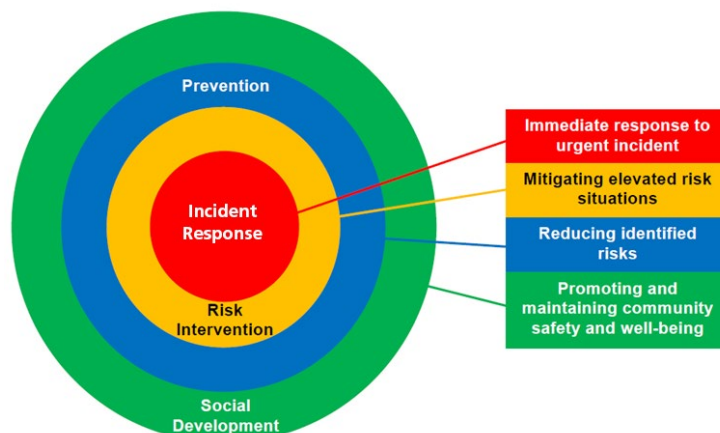 Prevention
Incident
Response
Risk
Intervention
Social
Development
Immediate response to
urgent incident
Mitigating elevated risk
situations
Reducing identified
risks
Promoting and
maintaining community
safety and well-being